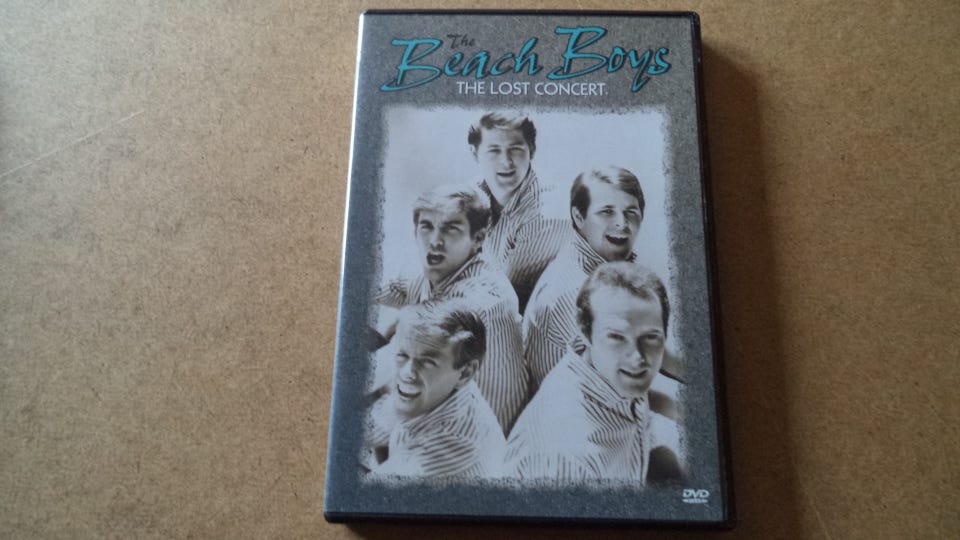 The
Beach Boys
THE LOST CONCERT
DVD